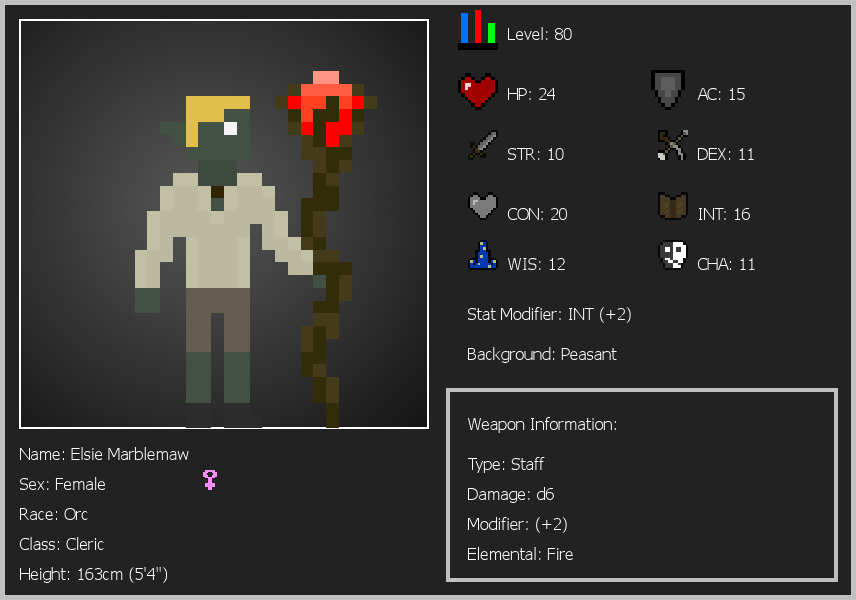 Level: 80
HP: 24
AC: 15
STR: 10
DEX: 11
CON: 20
INT: 16
WIS: 12
CHA: 11
Stat Modifier: INT (+2)
Background: Peasant
Weapon Information:
Type: Staff
Damage: d6
Modifier: (+2)
Elemental: Fire
Name: Elsie Marblemaw
Sex: Female
Race: Orc
Class: Cleric
Height: 163cm (5'4")